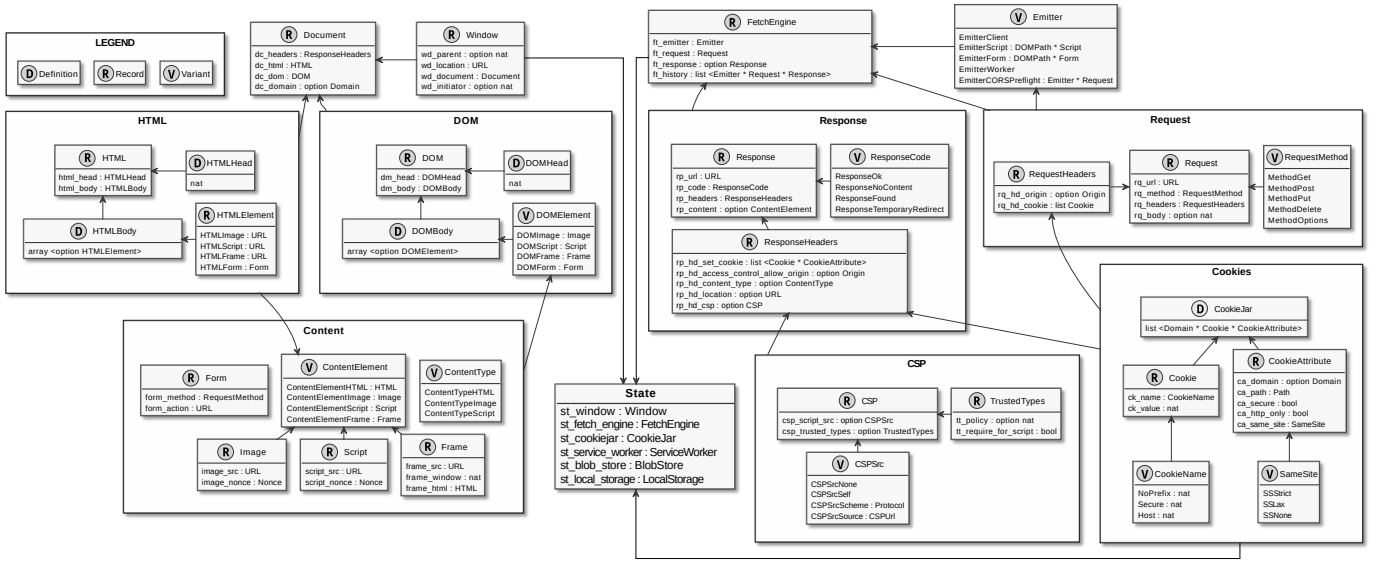 LEGEND
D Definition
R Record
V Variant
R Document
dc_headers : ResponseHeaders
dc_html : HTML
dc_dom : DOM
dc_domain : option Domain
R Window
wd_parent : option nat
wd_location : URL
wd_document : Document
wd_initiator : option nat
R FetchEngine
ft_emitter : Emitter
ft_request : Request
ft_response : option Response
ft_history : list <Emitter * Request * Response>
V Emitter
EmitterClient
EmitterScript : DOMPath * Script
EmitterForm : DOMPath * Form
EmitterWorker
EmitterCORSPreflight : Emitter * Request
HTML
R HTML
html_head : HTMLHead
html_body : HTMLBody
D HTMLHead
nat
D HTMLBody
array <option HTMLElement>
R HTMLElement
HTMLImage : URL
HTMLScript : URL
HTMLFrame : URL
HTMLForm : Form
DOM
R DOM
dm_head : DOMHead
dm_body : DOMBody
D DOMHead
nat
D DOMBody
array <option DOMElement>
V DOMElement
DOMImage : Image
DOMScript : Script
DOMFrame : Frame
DOMForm : Form
Response
R Response
rp_url : URL
rp_code : ResponseCode
rp_headers : ResponseHeaders
rp_content : option ContentElement
V ResponseCode
ResponseOk
ResponseNoContent
ResponseFound
ResponseTemporaryRedirect
R ResponseHeaders
rp_hd_set_cookie : list <Cookie * CookieAttribute>
rp_hd_access_control_allow_origin : option Origin
rp_hd_content_type : option ContentType
rp_hd_location : option URL
rp_hd_csp : option CSP
Request
R RequestHeaders
rq_hd_origin : option Origin
rq_hd_cookie : list Cookie
R Request
rq_url : URL
rq_method : RequestMethod
rq_headers : RequestHeaders
rq_body : option nat
V RequestMethod
MethodGet
MethodPost
MethodPut
MethodDelete
MethodOptions
Content
R Form
form_method : RequestMethod
form_action : URL
V ContentElement
ContentElementHTML : HTML
ContentElementImage : Image
ContentElementScript : Script
ContentElementFrame : Frame
V ContentType
ContentTypeHTML
ContentTypeImage
ContentTypeScript
R Image
image_src : URL
image_nonce : Nonce
R Script
script_src : URL
script_nonce : Nonce
R Frame
frame_src : URL
frame_window : nat
frame_html : HTML
State
st_window : Window
st_fetch_engine : FetchEngine
st_cookiejar : CookieJar
st_service_worker : ServiceWorker
st_blob_store : BlobStore
st_local_storage : LocalStorage
CSP
R CSP
csp_script_src : option CSPSrc
csp_trusted_types : option TrustedTypes
R TrustedTypes
tt_policy : option nat
tt_require_for_script : bool
V CSPSrc
CSPSrcNone
CSPSrcSelf
CSPSrcScheme : Protocol
CSPSrcSource : CSPUrl
Cookies
D CookieJar
list <Domain * Cookie * CookieAttribute>
R Cookie
ck_name : CookieName
ck_value : nat
R CookieAttribute
ca_domain : option Domain
ca_path : Path
ca_secure : bool
ca_http_only : bool
ca_same_site : SameSite
V CookieName
NoPrefix : nat
Secure : nat
Host : nat
V SameSite
SSStrict
SSLax
SSNone